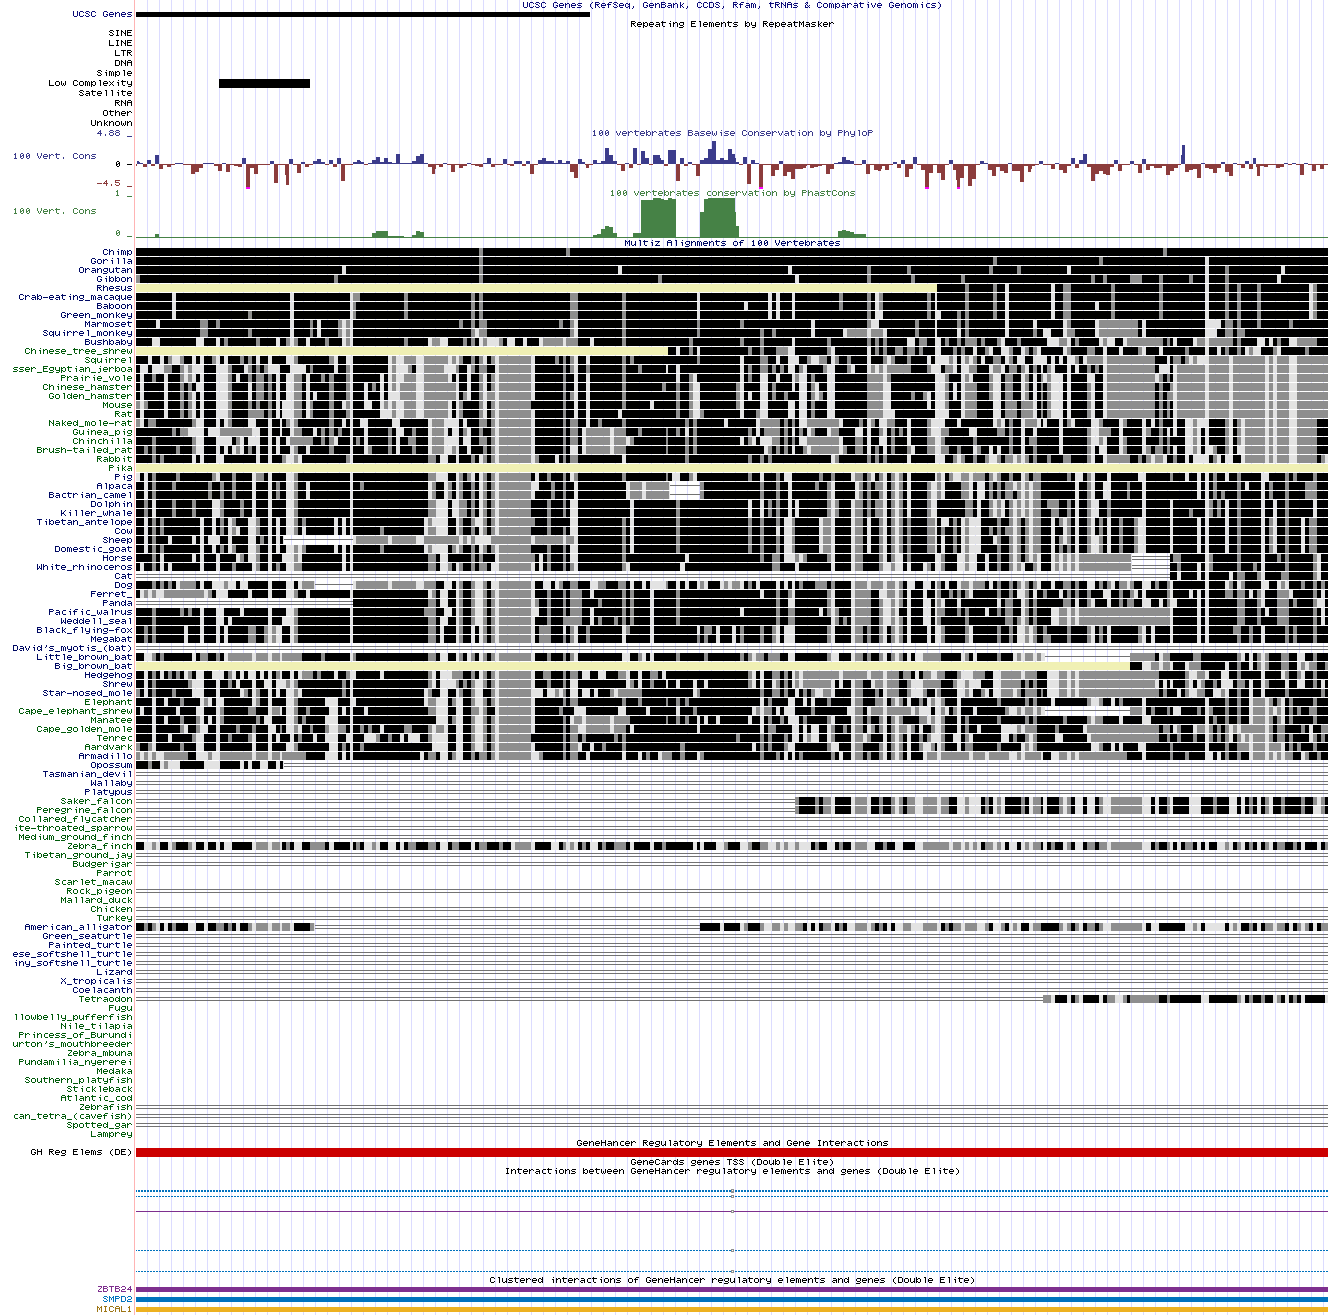 UCSC Genes (RefSeq, GenBank, CCDS, Rfam, tRNAs & Comparative Genomics)
UCSC Genes
Repeating Elements by RepeatMasker
SINE
LINE
LTR
DNA
Simple
Low Complexity
Satellite
RNA
Other
Unknown
4.88 _
100 vertebrates Basewise Conservation by PhyloP
100 Vert. Cons
0 _
-4.5 _
100 vertebrates conservation by PhastCons
1 _
100 Vert. Cons
0 _
Multiz Alignments of 100 Vertebrates
Chimp
Gorilla
Orangutan
Gibbon
Rhesus
Crab-eating_macaque
Baboon
Green_monkey
Marmoset
Squirrel_monkey
Bushbaby
Chinese_tree_shrew
Squirrel
sser_Egyptian_jerboa
Prairie_vole
Chinese_hamster
Golden_hamster
Mouse
Rat
Naked_mole-rat
Guinea_pig
Chinchilla
Brush-tailed_rat
Rabbit
Pika
Pig
Alpaca
Bactrian_camel
Dolphin
Killer_whale
Tibetan_antelope
Cow
Sheep
Domestic_goat
Horse
White_rhinoceros
Cat
Dog
Ferret_
Panda
Pacific_walrus
Weddell_seal
Black_flying-fox
Megabat
David's_myotis_(bat)
Little_brown_bat
Big_brown_bat
Hedgehog
Shrew
Star-nosed_mole
Elephant
Cape_elephant_shrew
Manatee
Cape_golden_mole
Tenrec
Aardvark
Armadillo
Opossum
Tasmanian_devil
Wallaby
Platypus
Saker_falcon
Peregrine_falcon
Collared_flycatcher
ite-throated_sparrow
Medium_ground_finch
Zebra_finch
Tibetan_ground_jay
Budgerigar
Parrot
Scarlet_macaw
Rock_pigeon
Mallard_duck
Chicken
Turkey
American_alligator
Green_seaturtle
Painted_turtle
ese_softshell_turtle
iny_softshell_turtle
Lizard
X_tropicalis
Coelacanth
Tetraodon
Fugu
llowbelly_pufferfish
Nile_tilapia
Princess_of_Burundi
urton's_mouthbreeder
Zebra_mbuna
Pundamilia_nyererei
Medaka
Southern_platyfish
Stickleback
Atlantic_cod
Zebrafish
can_tetra_(cavefish)
Spotted_gar
Lamprey
GeneHancer Regulatory Elements and Gene Interactions
GH Reg Elems (DE)
GeneCards genes TSS (Double Elite)
Interactions between GeneHancer regulatory elements and genes (Double Elite)
Clustered interactions of GeneHancer regulatory elements and genes (Double Elite)
ZBTB24
SMPD2
MICAL1